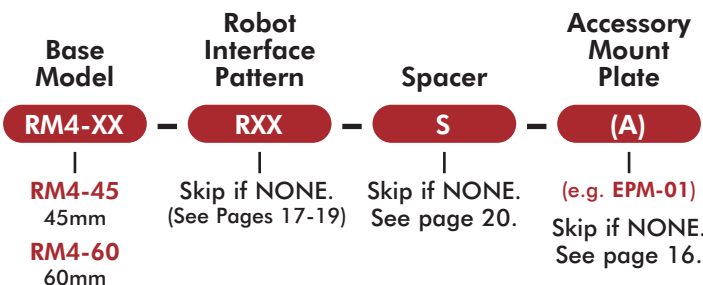 Base
Model
Robot
Interface
Pattern
Spacer
Accessory
Mount
Plate
RM4-XX – RXX – S – (A)
RM4-45
45mm
RM4-60
60mm
Skip if NONE.
(See Pages 17-19)
Skip if NONE.
See page 20.
(e.g. EPM-01)
Skip if NONE.
See page 16.